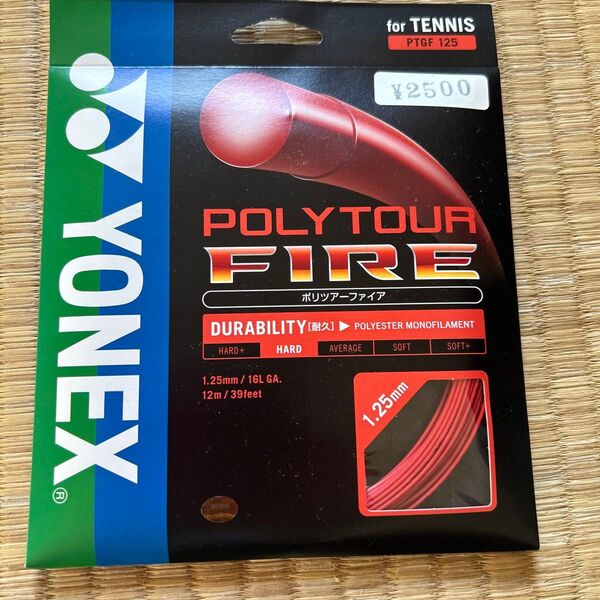 for TENNIS
PTGF 125
¥2500
YONEX®
POLYTOUR
FIRE
ポリツアーファイア
DURABILITY [耐久] ▶ POLYESTER MONOFILAMENT
HARD+ HARD AVERAGE SOFT SOFT+
1.25mm / 16L GA.
12m / 39feet
1.25mm